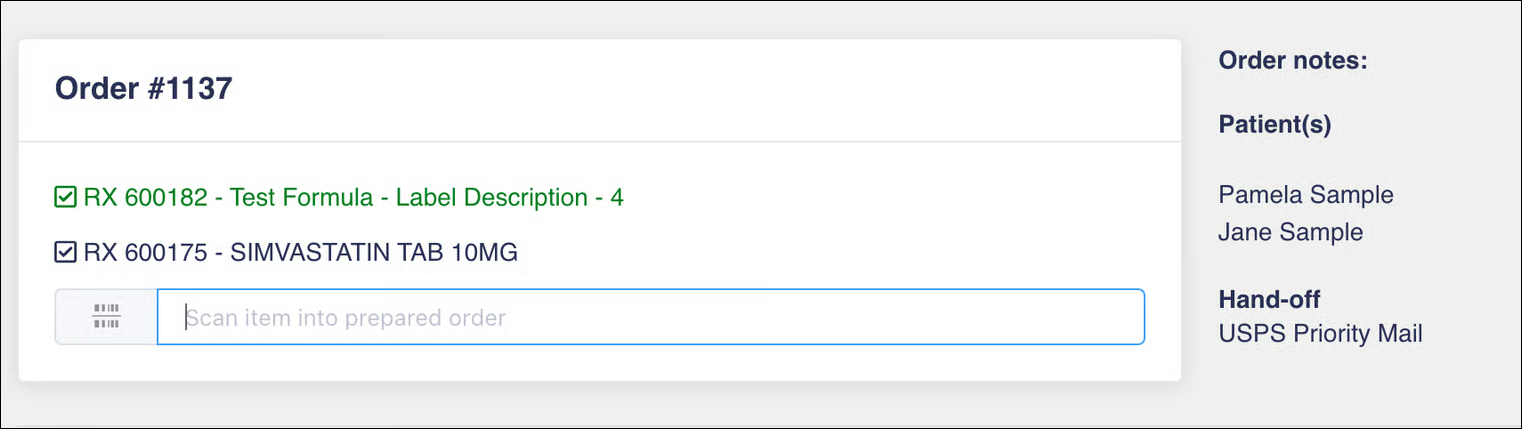 Order #1137
RX 600182 - Test Formula - Label Description - 4
RX 600175 - SIMVASTATIN TAB 10MG
Scan item into prepared order
Order notes:
Patient(s)
Pamela Sample
Jane Sample
Hand-off
USPS Priority Mail